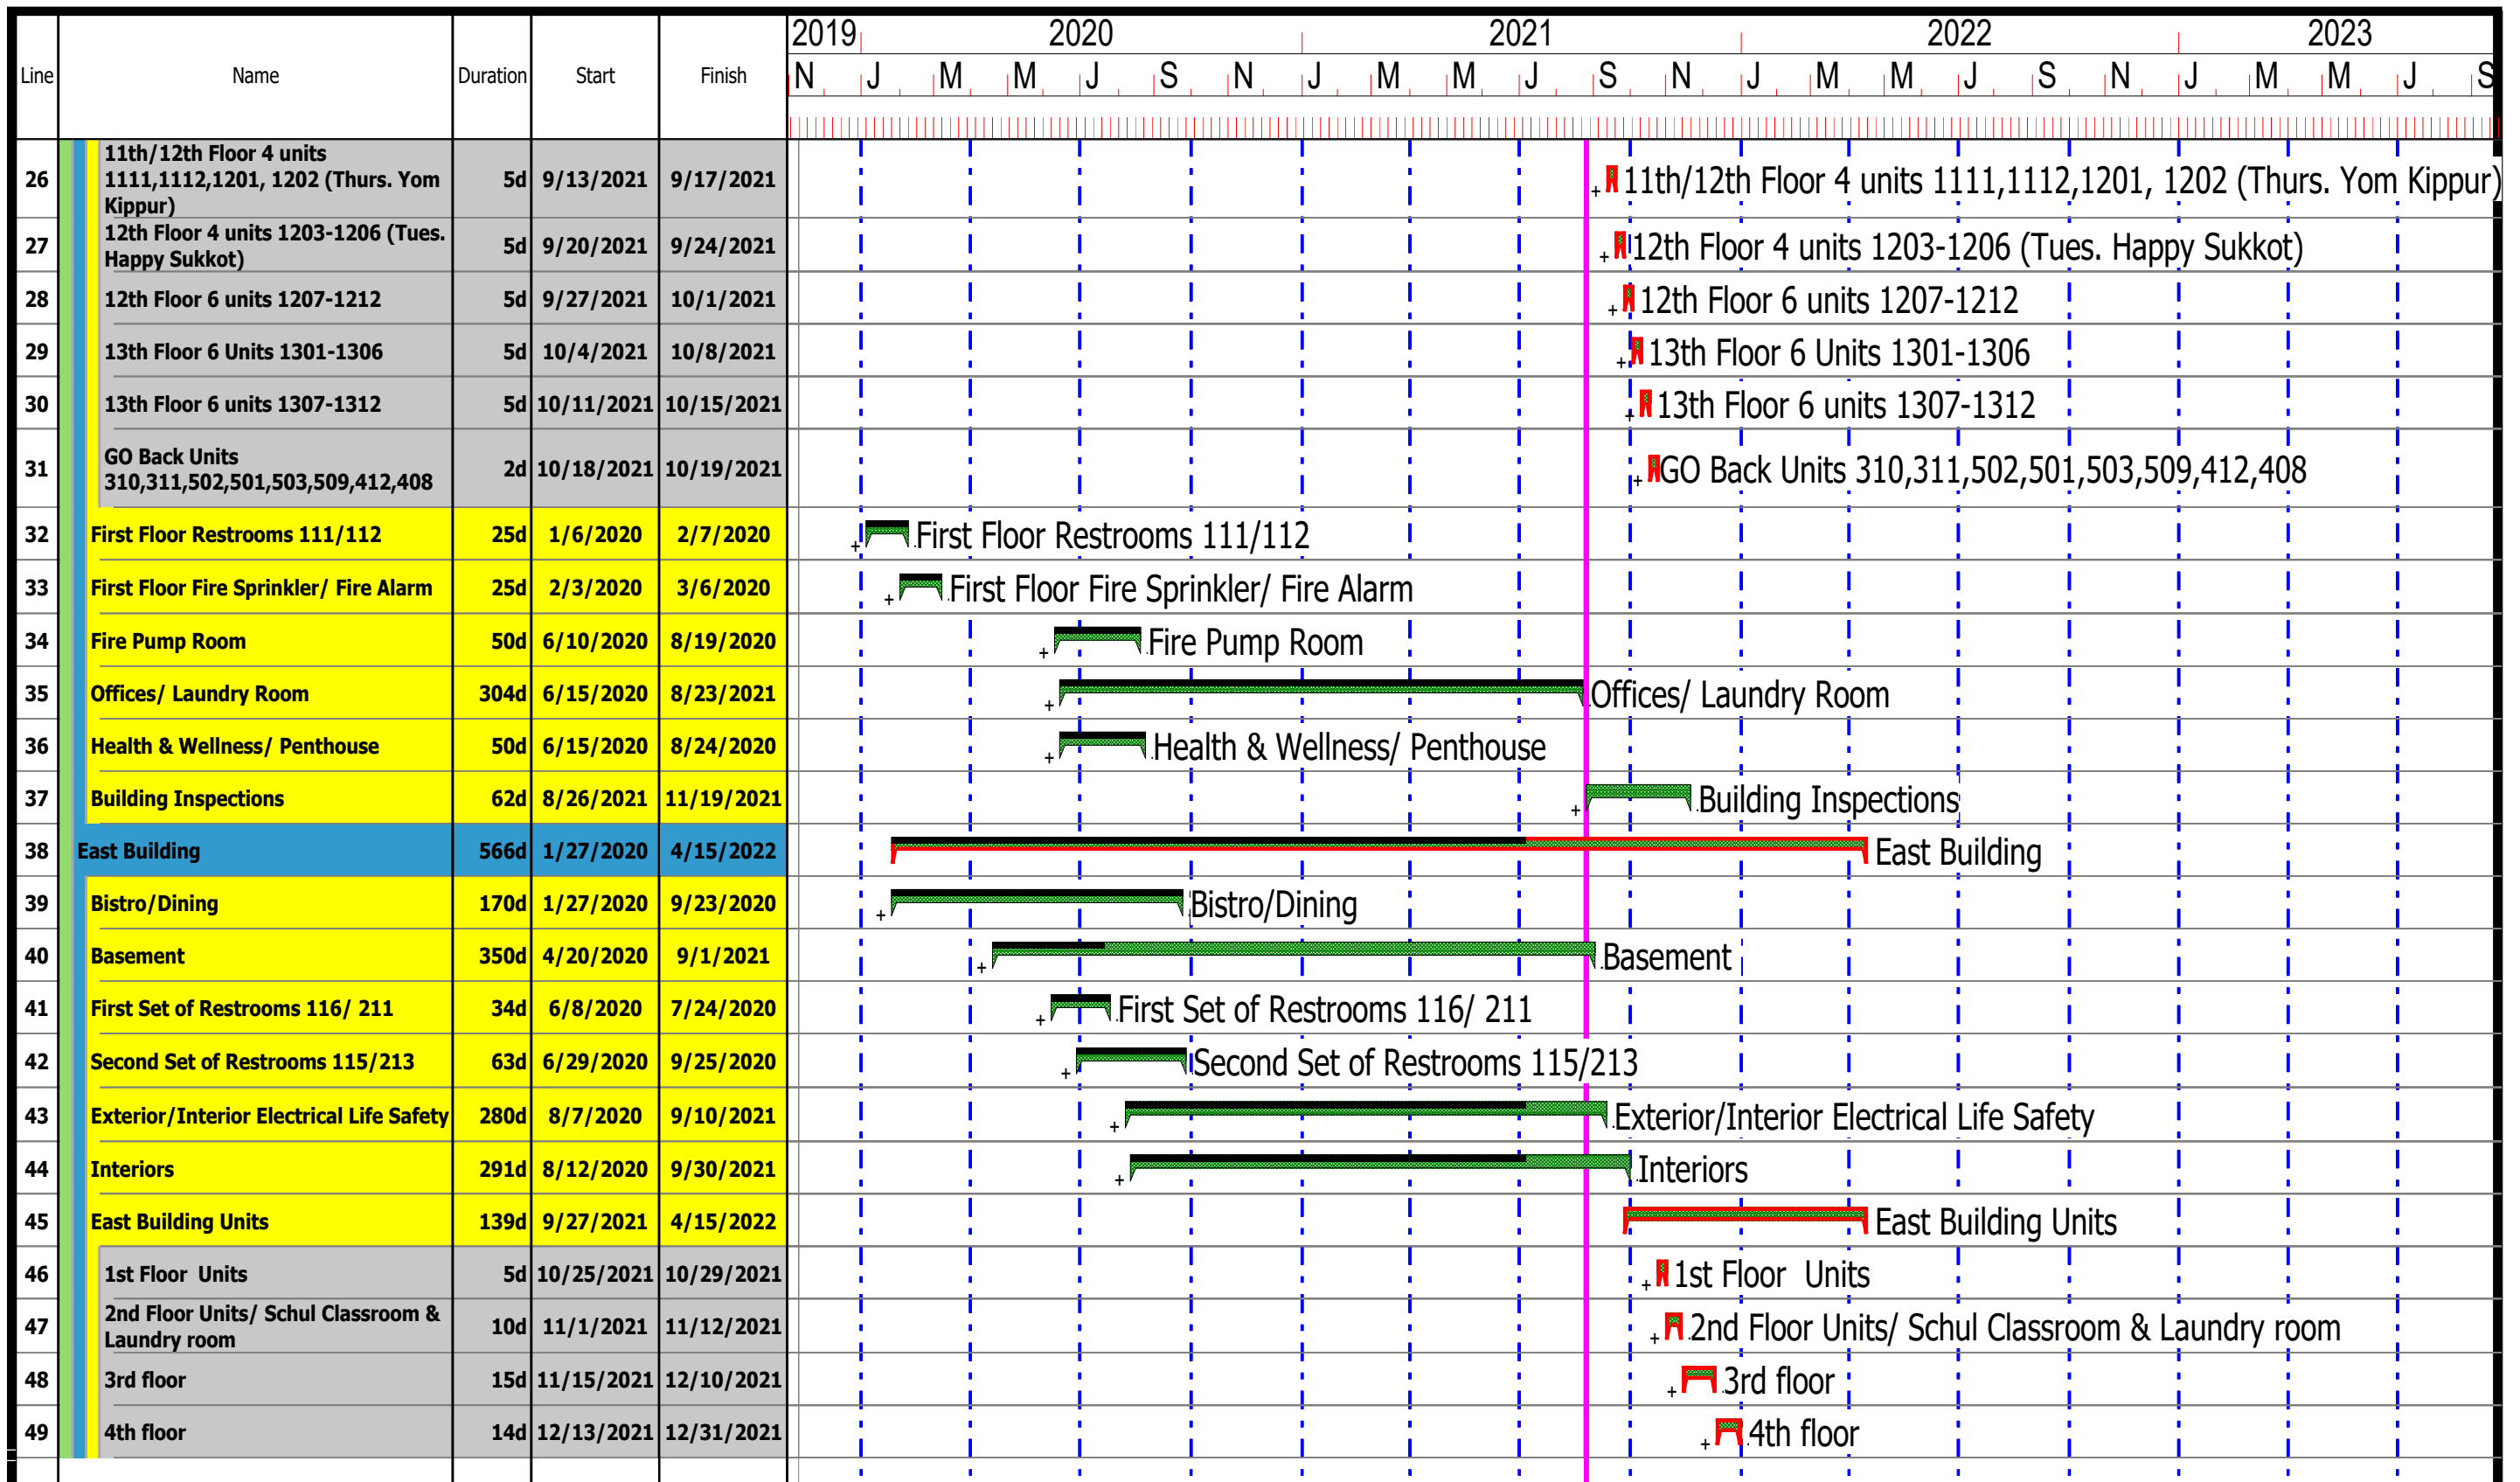 2019 2020 2021 2022 2023
Line Name Duration Start Finish N J M M J S N J M M J S N J M M J S N J M M J S
26 11th/12th Floor 4 units 1111,1112,1201, 1202 (Thurs. Yom Kippur) 5d 9/13/2021 9/17/2021 11th/12th Floor 4 units 1111,1112,1201, 1202 (Thurs. Yom Kippur)
27 12th Floor 4 units 1203-1206 (Tues. Happy Sukkot) 5d 9/20/2021 9/24/2021 12th Floor 4 units 1203-1206 (Tues. Happy Sukkot)
28 12th Floor 6 units 1207-1212 5d 9/27/2021 10/1/2021 12th Floor 6 units 1207-1212
29 13th Floor 6 Units 1301-1306 5d 10/4/2021 10/8/2021 13th Floor 6 Units 1301-1306
30 13th Floor 6 units 1307-1312 5d 10/11/2021 10/15/2021 13th Floor 6 units 1307-1312
31 GO Back Units 310,311,502,501,503,509,412,408 2d 10/18/2021 10/19/2021 GO Back Units 310,311,502,501,503,509,412,408
32 First Floor Restrooms 111/112 25d 1/6/2020 2/7/2020 First Floor Restrooms 111/112
33 First Floor Fire Sprinkler/ Fire Alarm 25d 2/3/2020 3/6/2020 First Floor Fire Sprinkler/ Fire Alarm
34 Fire Pump Room 50d 6/10/2020 8/19/2020 Fire Pump Room
35 Offices/ Laundry Room 304d 6/15/2020 8/23/2021 Offices/ Laundry Room
36 Health & Wellness/ Penthouse 50d 6/15/2020 8/24/2020 Health & Wellness/ Penthouse
37 Building Inspections 62d 8/26/2021 11/19/2021 Building Inspections
38 East Building 566d 1/27/2020 4/15/2022 East Building
39 Bistro/Dining 170d 1/27/2020 9/23/2020 Bistro/Dining
40 Basement 350d 4/20/2020 9/1/2021 Basement
41 First Set of Restrooms 116/ 211 34d 6/8/2020 7/24/2020 First Set of Restrooms 116/ 211
42 Second Set of Restrooms 115/213 63d 6/29/2020 9/25/2020 Second Set of Restrooms 115/213
43 Exterior/Interior Electrical Life Safety 280d 8/7/2020 9/10/2021 Exterior/Interior Electrical Life Safety
44 Interiors 291d 8/12/2020 9/30/2021 Interiors
45 East Building Units 139d 9/27/2021 4/15/2022 East Building Units
46 1st Floor Units 5d 10/25/2021 10/29/2021 1st Floor Units
47 2nd Floor Units/ Schul Classroom & Laundry room 10d 11/1/2021 11/12/2021 2nd Floor Units/ Schul Classroom & Laundry room
48 3rd floor 15d 11/15/2021 12/10/2021 3rd floor
49 4th floor 14d 12/13/2021 12/31/2021 4th floor